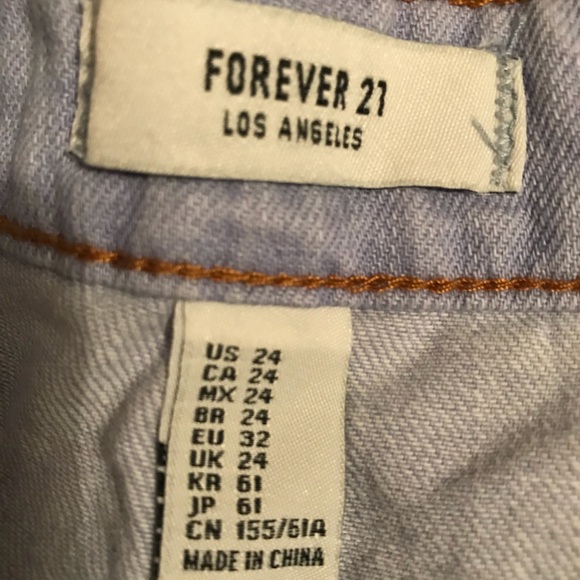 FOREVER 21
LOS ANGELES
US 24
CA 24
MX 24
BR 24
EU 32
UK 24
KR 61
JP 61
CN 155/61A
MADE IN CHINA